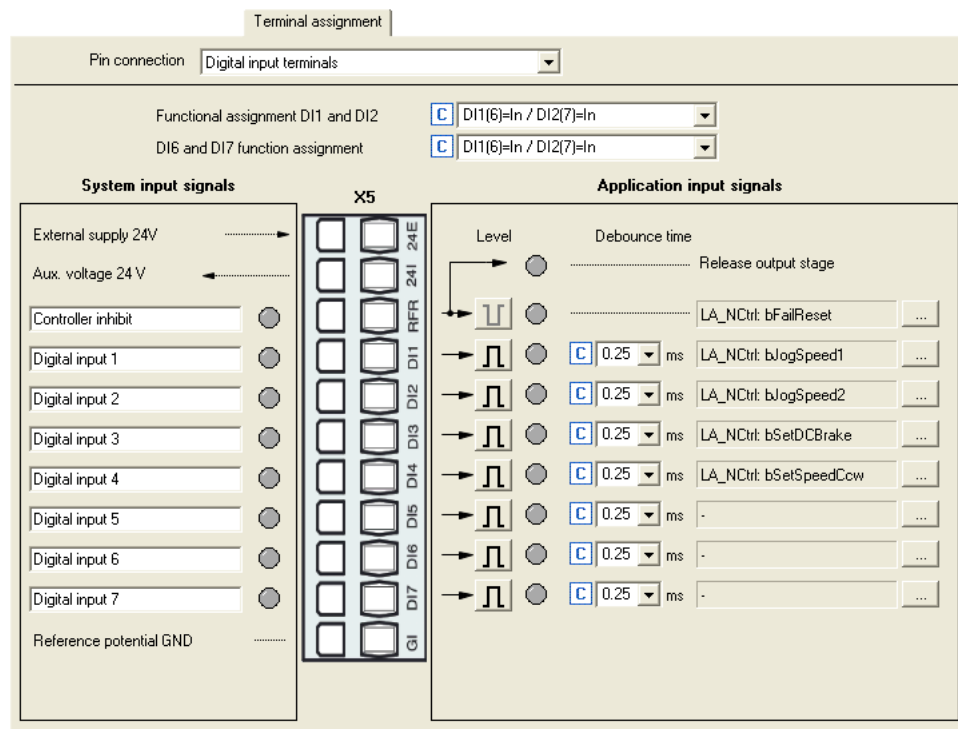 Terminal assignment
Pin connection Digital input terminals
Functional assignment DI1 and DI2 C DI1(6)=In / DI2(7)=In
DI6 and DI7 function assignment C DI1(6)=In / DI2(7)=In
System input signals X5 Application input signals
External supply 24V 24E Level Debounce time
Aux. voltage 24 V 24I Release output stage
Controller inhibit RFR LA_NCtrl: bFailReset ...
Digital input 1 DI1 C 0.25 ms LA_NCtrl: bJogSpeed1 ...
Digital input 2 DI2 C 0.25 ms LA_NCtrl: bJogSpeed2 ...
Digital input 3 DI3 C 0.25 ms LA_NCtrl: bSetDCBrake ...
Digital input 4 DI4 C 0.25 ms LA_NCtrl: bSetSpeedCcw ...
Digital input 5 DI5 C 0.25 ms - ...
Digital input 6 DI6 C 0.25 ms - ...
Digital input 7 DI7 C 0.25 ms - ...
Reference potential GND GI